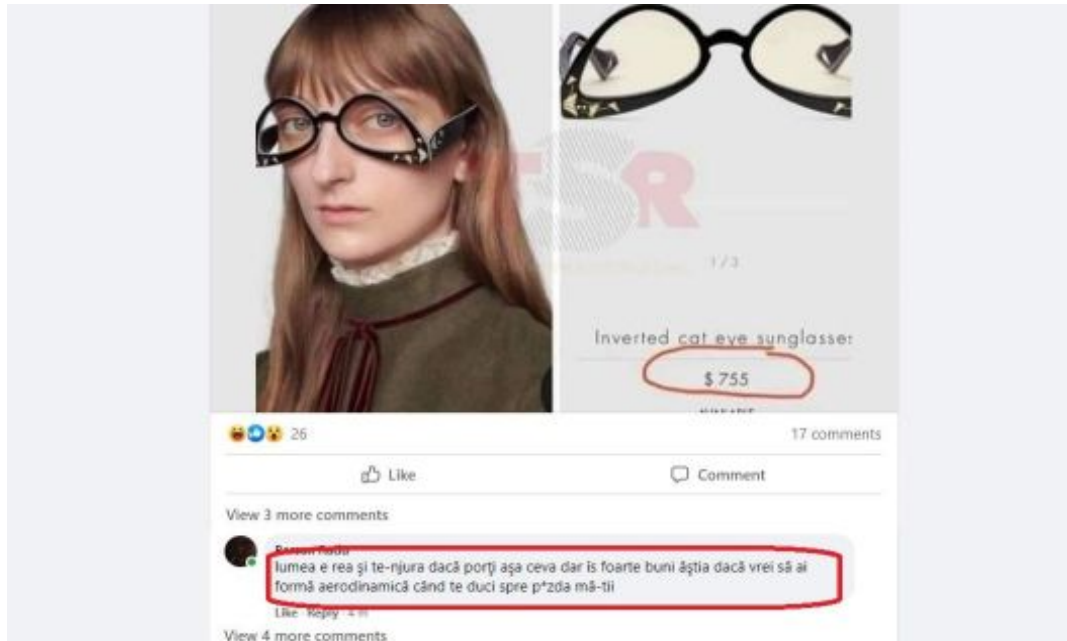 TSR
1 / 3
Inverted cat eye sunglasses
$ 755
26
17 comments
Like
Comment
View 3 more comments
lumea e rea şi te-njura dacă porţi aşa ceva dar îs foarte buni ăştia dacă vrei să ai
formă aerodinamică când te duci spre p*zda mă-tii
Like Reply 4 m
View 4 more comments